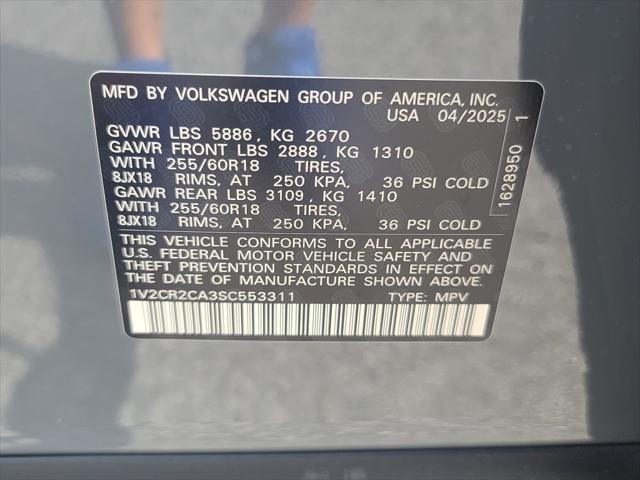 MFD BY VOLKSWAGEN GROUP OF AMERICA, INC.
USA 04/2025
GVWR LBS 5886 , KG 2670
GAWR FRONT LBS 2888 , KG 1310
WITH 255/60R18 TIRES,
8JX18 RIMS, AT 250 KPA, 36 PSI COLD
GAWR REAR LBS 3109 , KG 1410
WITH 255/60R18 TIRES,
8JX18 RIMS, AT 250 KPA, 36 PSI COLD
THIS VEHICLE CONFORMS TO ALL APPLICABLE
U.S. FEDERAL MOTOR VEHICLE SAFETY AND
THEFT PREVENTION STANDARDS IN EFFECT ON
THE DATE OF MANUFACTURE SHOWN ABOVE.
1V2CR2CA3SC553311 TYPE: MPV
1628950 1